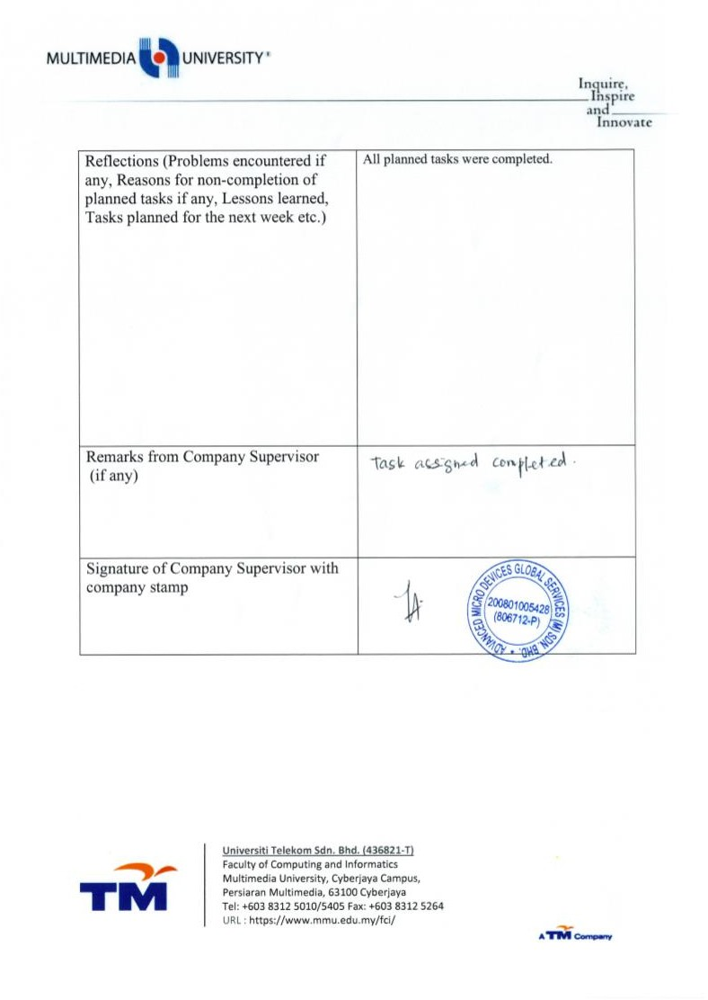 MULTIMEDIA UNIVERSITY
Inquire,
Inspire
and
Innovate
Reflections (Problems encountered if
any, Reasons for non-completion of
planned tasks if any, Lessons learned,
Tasks planned for the next week etc.)
All planned tasks were completed.
Remarks from Company Supervisor
(if any)
Task assigned completed.
Signature of Company Supervisor with
company stamp
ADVANCED MICRO DEVICES GLOBAL SERVICES (M) SDN. BHD. *
200801005428
(806712-P)
TM
Universiti Telekom Sdn. Bhd. (436821-T)
Faculty of Computing and Informatics
Multimedia University, Cyberjaya Campus,
Persiaran Multimedia, 63100 Cyberjaya
Tel: +603 8312 5010/5405 Fax: +603 8312 5264
URL : https://www.mmu.edu.my/fci/
A TM Company